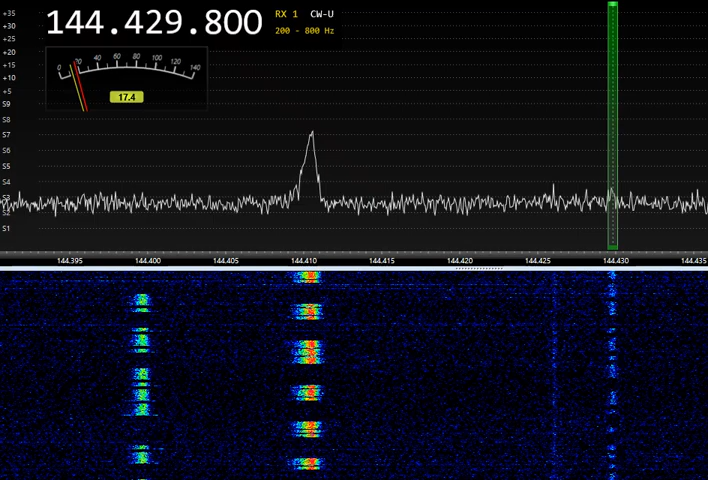 144.429.800
RX 1 CW-U
200 - 800 Hz
+35
+30
+25
+20
+15
+10
+5
S9
S8
S7
S6
S5
S4
S2
S1
0 20 40 60 80 100 120 140
17.4
144.395 144.400 144.405 144.410 144.415 144.420 144.425 144.430 144.435